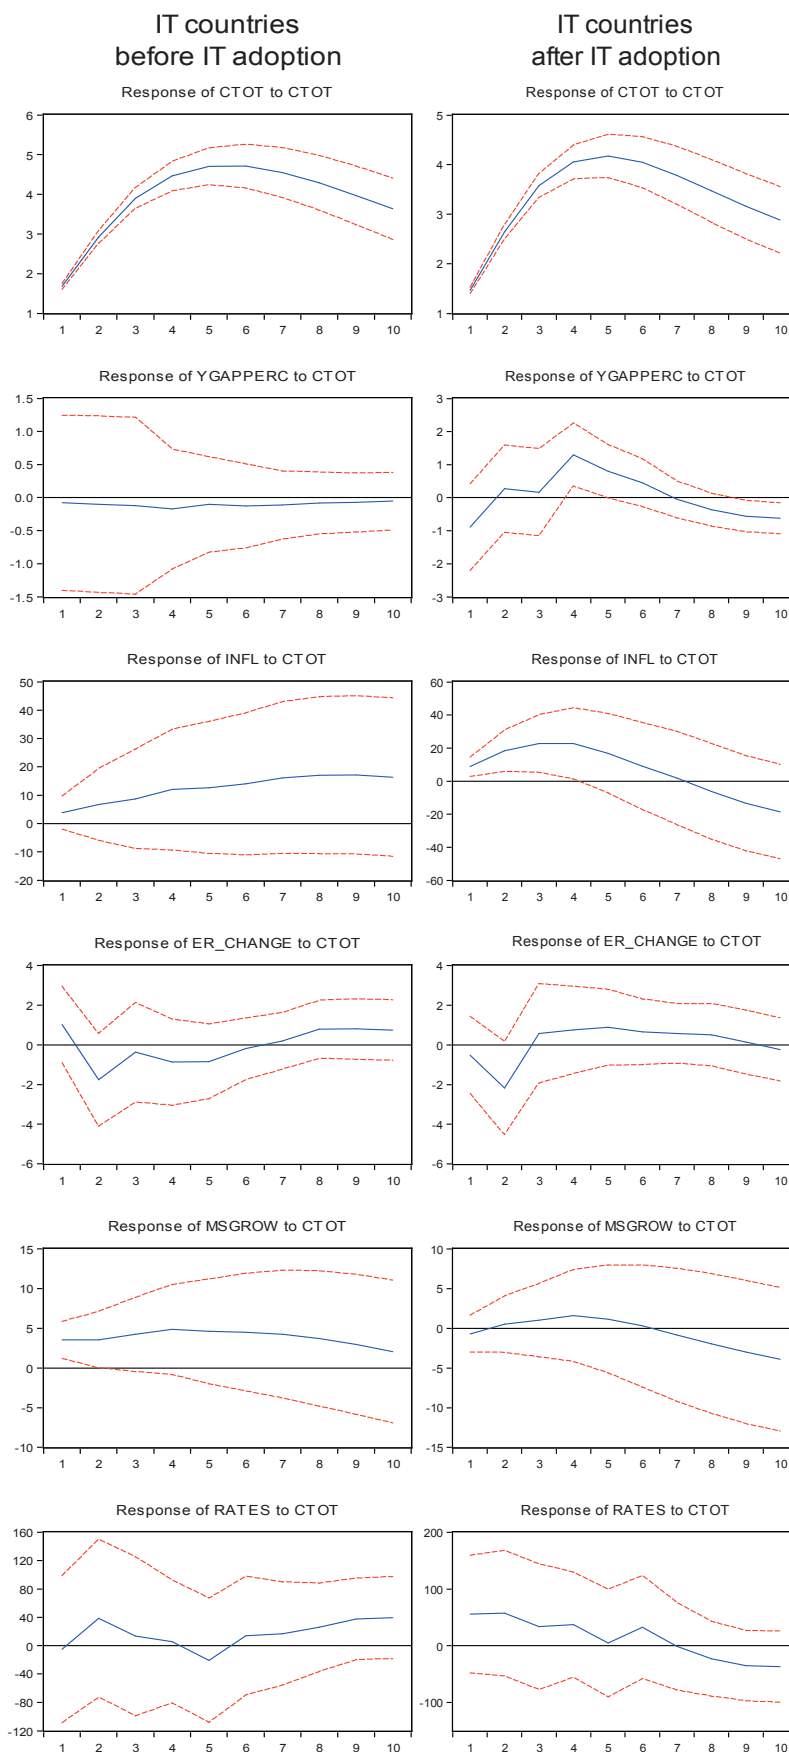 IT countries
before IT adoption
IT countries
after IT adoption
Response of CTOT to CTOT
6
5
4
3
2
1
1 2 3 4 5 6 7 8 9 10
Response of CTOT to CTOT
5
4
3
2
1
1 2 3 4 5 6 7 8 9 10
Response of YGAPPERC to CTOT
1.5
1.0
0.5
0.0
-0.5
-1.0
-1.5
1 2 3 4 5 6 7 8 9 10
Response of YGAPPERC to CTOT
3
2
1
0
-1
-2
-3
1 2 3 4 5 6 7 8 9 10
Response of INFL to CTOT
50
40
30
20
10
0
-10
-20
1 2 3 4 5 6 7 8 9 10
Response of INFL to CTOT
60
40
20
0
-20
-40
-60
1 2 3 4 5 6 7 8 9 10
Response of ER_CHANGE to CTOT
4
2
0
-2
-4
-6
1 2 3 4 5 6 7 8 9 10
Response of ER_CHANGE to CTOT
4
2
0
-2
-4
-6
1 2 3 4 5 6 7 8 9 10
Response of MSGROW to CTOT
15
10
5
0
-5
-10
1 2 3 4 5 6 7 8 9 10
Response of MSGROW to CTOT
10
5
0
-5
-10
-15
1 2 3 4 5 6 7 8 9 10
Response of RATES to CTOT
160
120
80
40
0
-40
-80
-120
1 2 3 4 5 6 7 8 9 10
Response of RATES to CTOT
200
100
0
-100
1 2 3 4 5 6 7 8 9 10